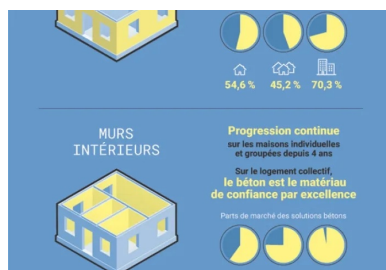 54,6 % 45,2 % 70,3 %
MURS
INTÉRIEURS
Progression continue
sur les maisons individuelles
et groupées depuis 4 ans
Sur le logement collectif,
le béton est le matériau
de confiance par excellence
Parts de marché des solutions bétons